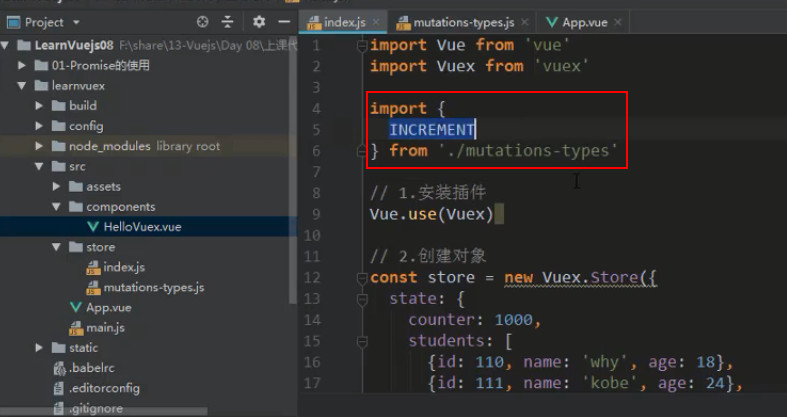 Project
LearnVuejs08 F:\share\13-Vuejs\Day 08\上课代
01-Promise的使用
learnvuex
build
config
node_modules library root
src
assets
components
HelloVuex.vue
store
index.js
mutations-types.js
App.vue
main.js
static
.babelrc
.editorconfig
.gitignore
index.js
mutations-types.js
App.vue
1 import Vue from 'vue'
2 import Vuex from 'vuex'
3
4 import {
5 INCREMENT
6 } from './mutations-types'
7
8 // 1.安装插件
9 Vue.use(Vuex)
10
11 // 2.创建对象
12 const store = new Vuex.Store({
13 state: {
14 counter: 1000,
15 students: [
16 {id: 110, name: 'why', age: 18},
17 {id: 111, name: 'kobe', age: 24},